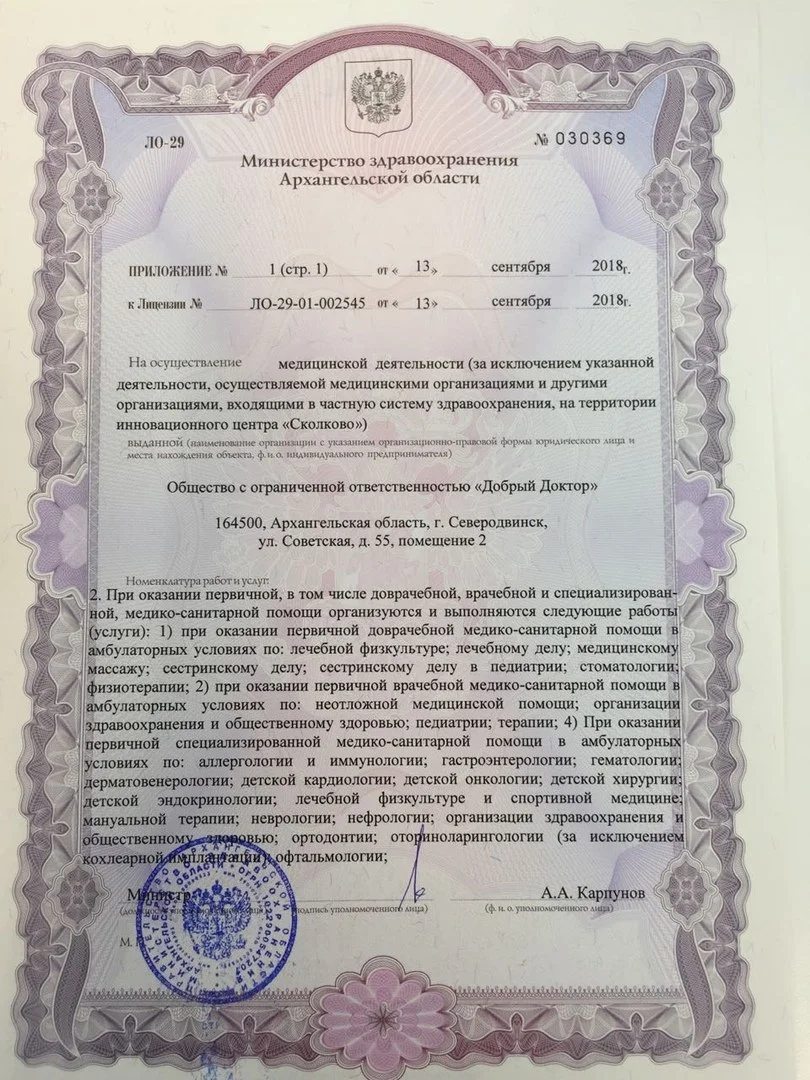 ЛО-29
№ 030369
Министерство здравоохранения
Архангельской области
ПРИЛОЖЕНИЕ № 1 (стр. 1) от « 13 » сентября 2018 г.
к Лицензии № ЛО-29-01-002545 от « 13 » сентября 2018 г.
На осуществление медицинской деятельности (за исключением указанной
деятельности, осуществляемой медицинскими организациями и другими
организациями, входящими в частную систему здравоохранения, на территории
инновационного центра «Сколково»)
выданной (наименование организации с указанием организационно-правовой формы юридического лица и
места нахождения объекта, ф. и. о. индивидуального предпринимателя)
Общество с ограниченной ответственностью «Добрый Доктор»
164500, Архангельская область, г. Северодвинск,
ул. Советская, д. 55, помещение 2
Номенклатура работ и услуг:
2. При оказании первичной, в том числе доврачебной, врачебной и специализирован-
ной, медико-санитарной помощи организуются и выполняются следующие работы
(услуги): 1) при оказании первичной доврачебной медико-санитарной помощи в
амбулаторных условиях по: лечебной физкультуре; лечебному делу; медицинскому
массажу; сестринскому делу; сестринскому делу в педиатрии; стоматологии;
физиотерапии; 2) при оказании первичной врачебной медико-санитарной помощи в
амбулаторных условиях по: неотложной медицинской помощи; организации
здравоохранения и общественному здоровью; педиатрии; терапии; 4) При оказании
первичной специализированной медико-санитарной помощи в амбулаторных
условиях по: аллергологии и иммунологии; гастроэнтерологии; гематологии;
дерматовенерологии; детской кардиологии; детской онкологии; детской хирургии;
детской эндокринологии; лечебной физкультуре и спортивной медицине;
мануальной терапии; неврологии; нефрологии; организации здравоохранения и
общественному здоровью; ортодонтии; оториноларингологии (за исключением
кохлеарной имплантации); офтальмологии;
Министр А.А. Карпунов
(подпись уполномоченного лица) (ф. и. о. уполномоченного лица)
М.